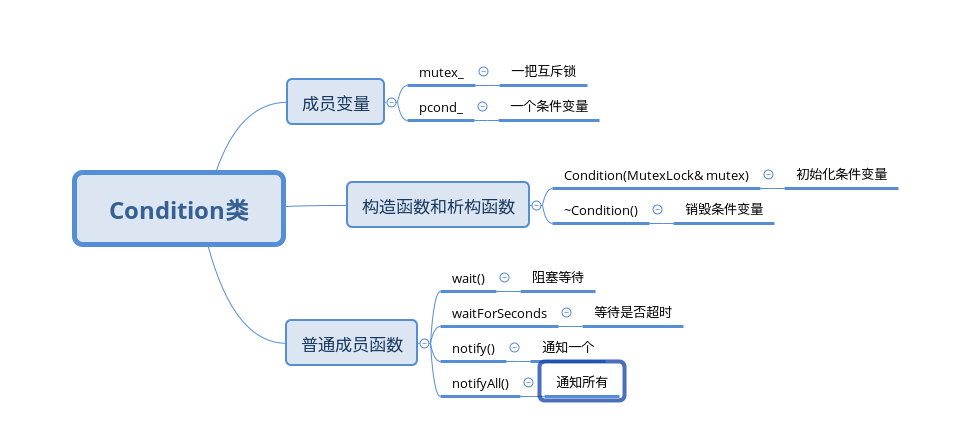 Condition类
成员变量
mutex_
一把互斥锁
pcond_
一个条件变量
构造函数和析构函数
Condition(MutexLock& mutex)
初始化条件变量
~Condition()
销毁条件变量
普通成员函数
wait()
阻塞等待
waitForSeconds
等待是否超时
notify()
通知一个
notifyAll()
通知所有